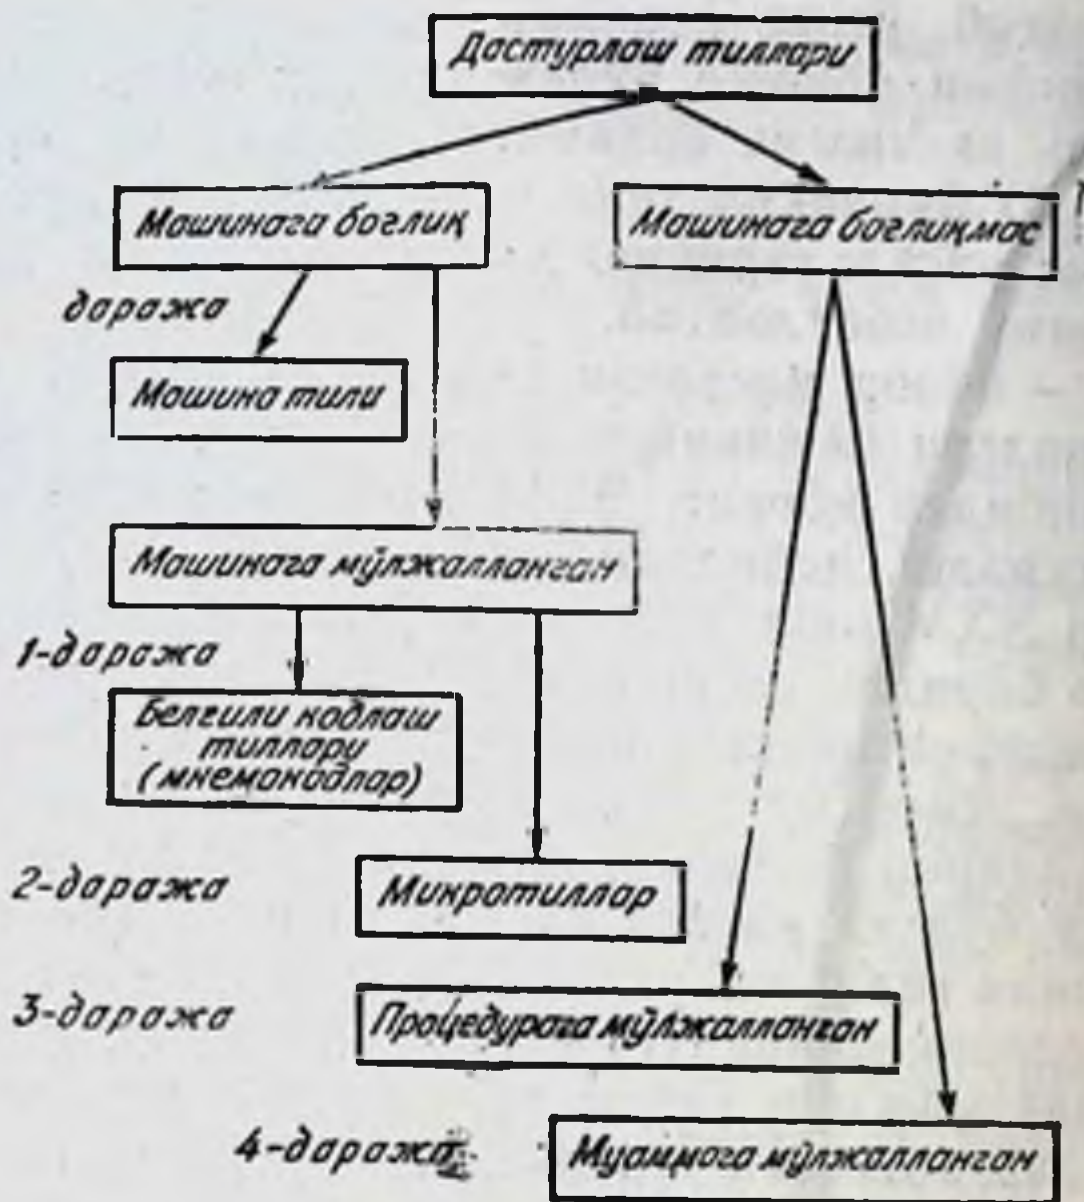 Дастурлаш тиллари
Машинага боғлиқ
Машинага боғлиқмас
даража
Машина тили
Машинага мўлжалланган
1-даража
Белгили кодлаш
тиллари
(мнемакодлар)
2-даража
Микротиллар
3-даража
Процедурага мўлжалланган
4-даража
Муаммога мўлжалланган